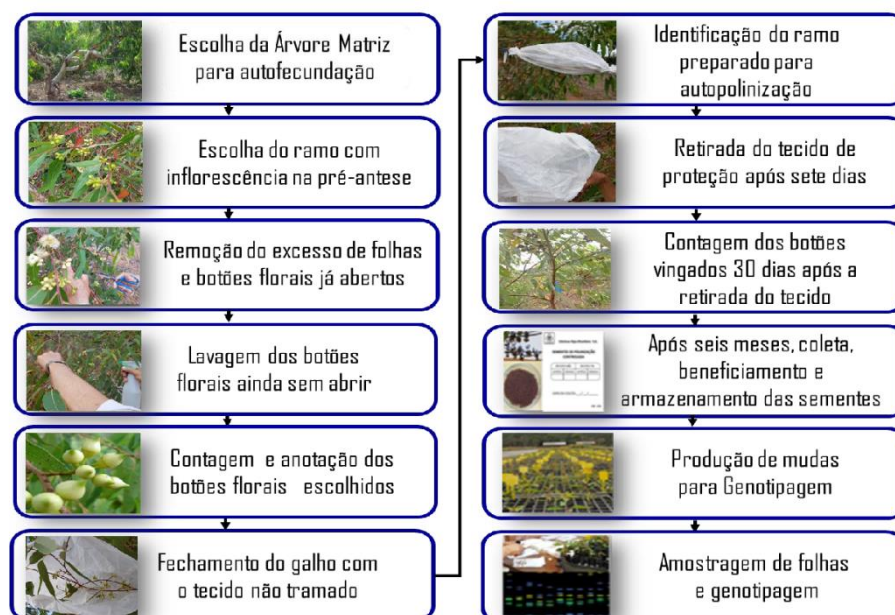 Escolha da Árvore Matriz
para autofecundação
Escolha do ramo com
inflorescência na pré-antese
Remoção do excesso de folhas
e botões florais já abertos
Lavagem dos botões
florais ainda sem abrir
Contagem e anotação dos
botões florais escolhidos
Fechamento do galho com
o tecido não tramado
Identificação do ramo
preparado para
autopolinização
Retirada do tecido de
proteção após sete dias
Contagem dos botões
vingados 30 dias após a
retirada do tecido
Após seis meses, coleta,
beneficiamento e
armazenamento das sementes
Produção de mudas
para Genotipagem
Amostragem de folhas
e genotipagem